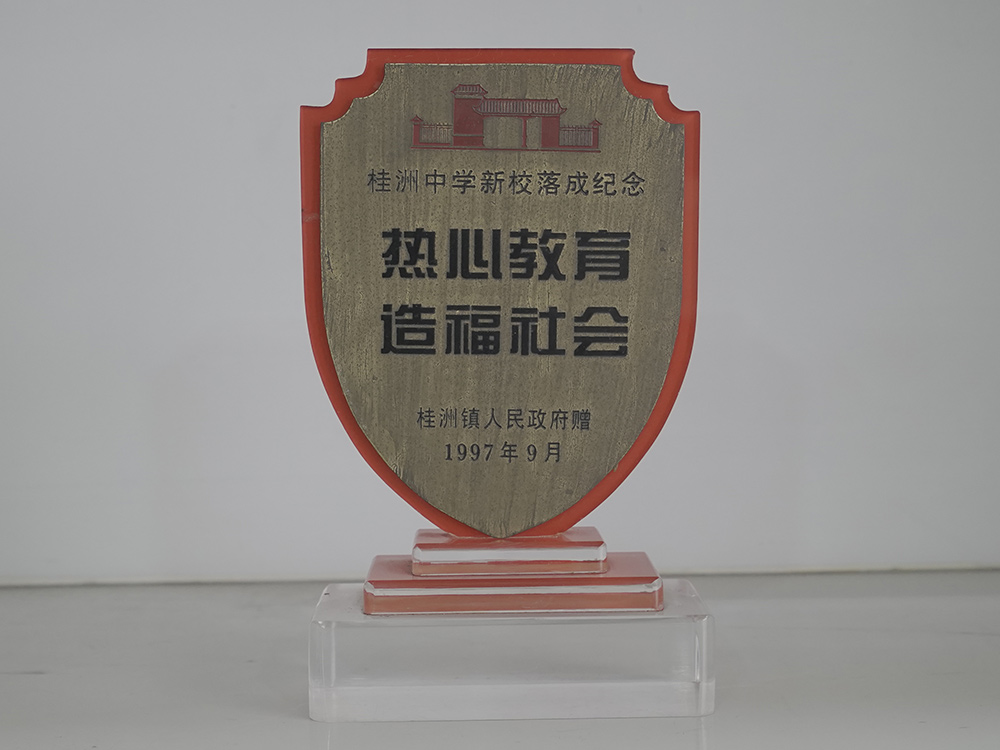 桂洲中学新校落成纪念
热心教育
造福社会
桂洲镇人民政府赠
1997年9月